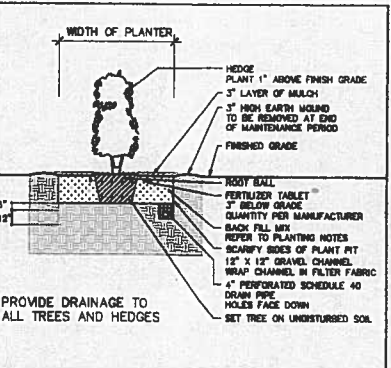 WIDTH OF PLANTER
HEDGE
PLANT 1" ABOVE FINISH GRADE
3" LAYER OF MULCH
3" HIGH EARTH MOUND
TO BE REMOVED AT END
OF MAINTENANCE PERIOD
FINISHED GRADE
ROOT BALL
FERTILIZER TABLET
3" BELOW GRADE
QUANTITY PER MANUFACTURER
BACK FILL MIX
REFER TO PLANTING NOTES
SCARIFY SIDES OF PLANT PIT
12" X 12" GRAVEL CHANNEL
WRAP CHANNEL IN FILTER FABRIC
4" PERFORATED SCHEDULE 40
DRAIN PIPE
HOLES FACE DOWN
SET TREE ON UNDISTURBED SOIL
12"
PROVIDE DRAINAGE TO
ALL TREES AND HEDGES